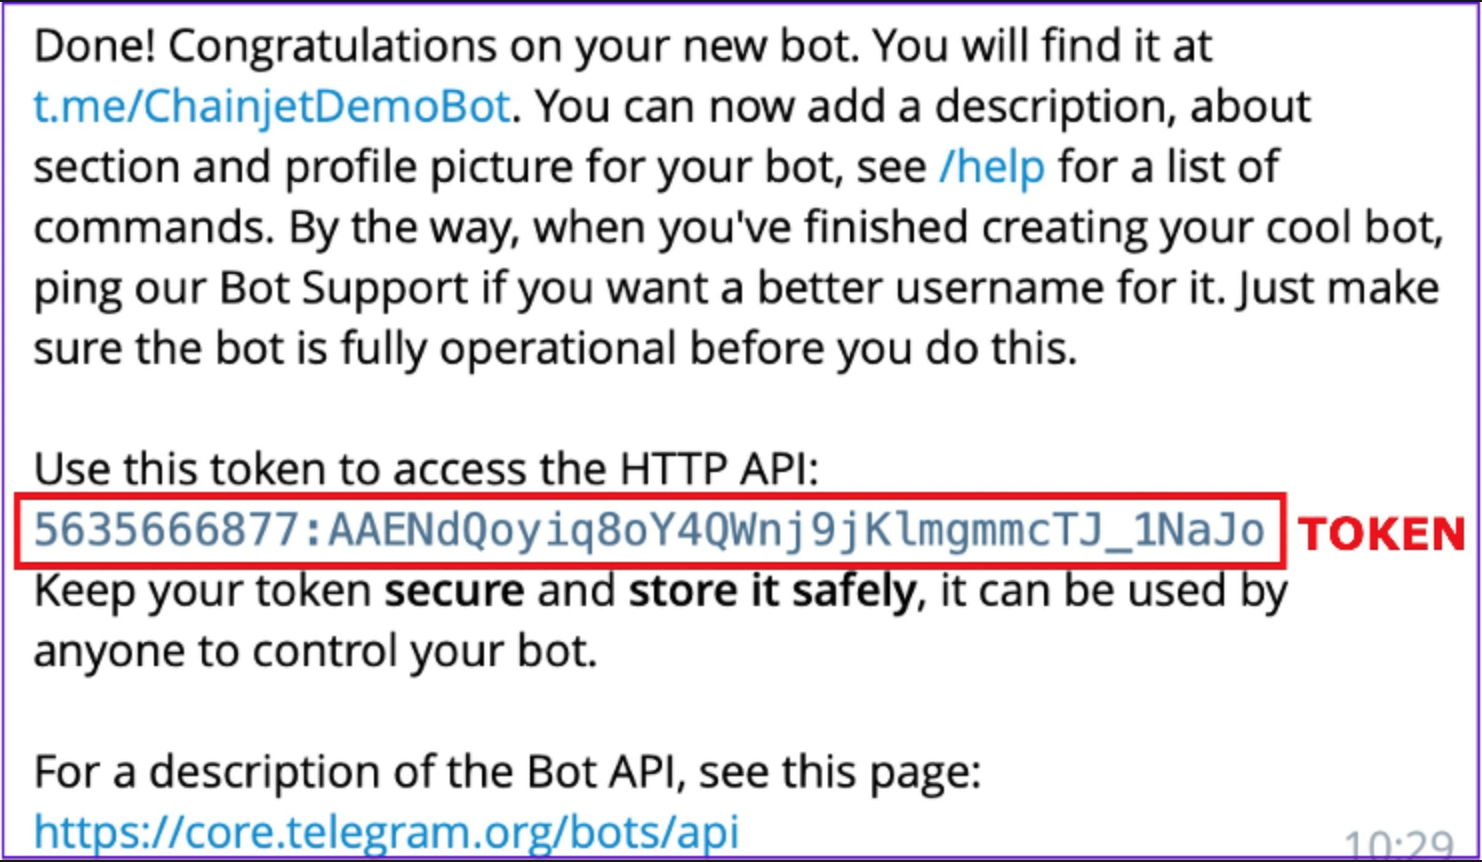 Done! Congratulations on your new bot. You will find it at
t.me/ChainjetDemoBot. You can now add a description, about
section and profile picture for your bot, see /help for a list of
commands. By the way, when you've finished creating your cool bot,
ping our Bot Support if you want a better username for it. Just make
sure the bot is fully operational before you do this.
Use this token to access the HTTP API:
5635666877:AAENdQoyiq8oY4QWnj9jKlmgmmcTJ_1NaJo TOKEN
Keep your token secure and store it safely, it can be used by
anyone to control your bot.
For a description of the Bot API, see this page:
https://core.telegram.org/bots/api
10:29